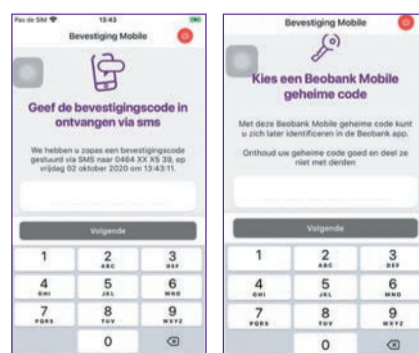 Pas de SIM
13:43
Bevestiging Mobile
Geef de bevestigingscode in
ontvangen via sms
We hebben u zopas een bevestigingscode
gestuurd via SMS naar 0464 XX X5 39, op
vrijdag 02 oktober 2020 om 13:43:11.
Volgende
1
2
ABC
3
DEF
4
GHI
5
JKL
6
MNO
7
PQRS
8
TUV
9
WXYZ
0
Bevestiging Mobile
Kies een Beobank Mobile
geheime code
Met deze Beobank Mobile geheime code kunt
u zich later identificeren in de Beobank app.
Onthoud uw geheime code goed en deel ze
niet met derden
Volgende
1
2
ABC
3
DEF
4
GHI
5
JKL
6
MNO
7
PQRS
8
TUV
9
WXYZ
0